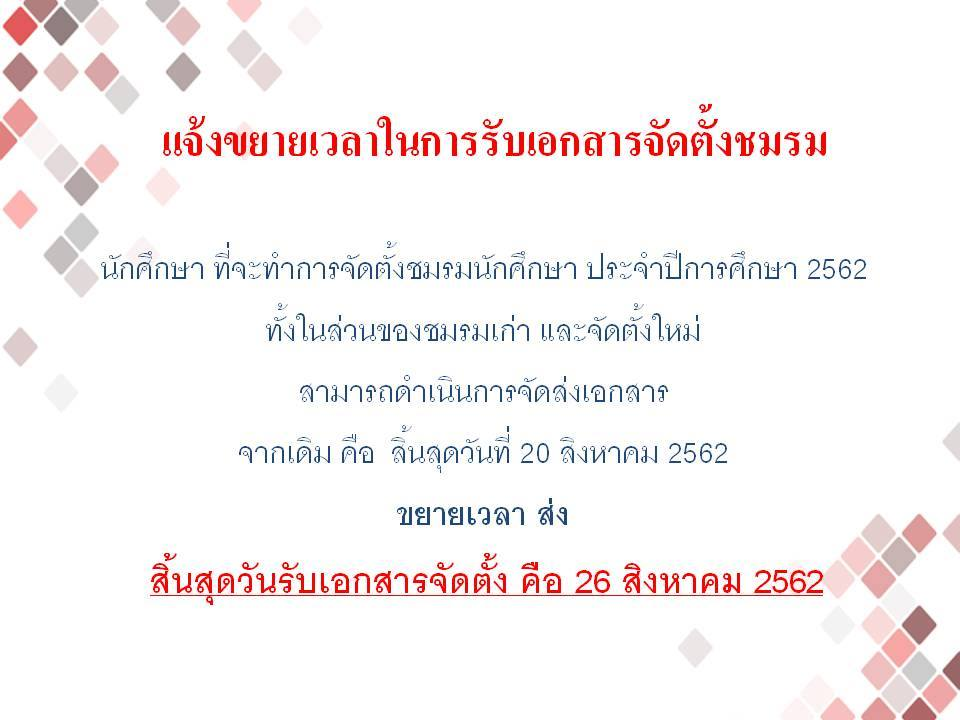 แจ้งขยายเวลาในการรับเอกสารจัดตั้งชมรม
นักศึกษา ที่จะทำการจัดตั้งชมรมนักศึกษา ประจำปีการศึกษา 2562
ทั้งในส่วนของชมรมเก่า และจัดตั้งใหม่
สามารถดำเนินการจัดส่งเอกสาร
จากเดิม คือ สิ้นสุดวันที่ 20 สิงหาคม 2562
ขยายเวลา ส่ง
สิ้นสุดวันรับเอกสารจัดตั้ง คือ 26 สิงหาคม 2562